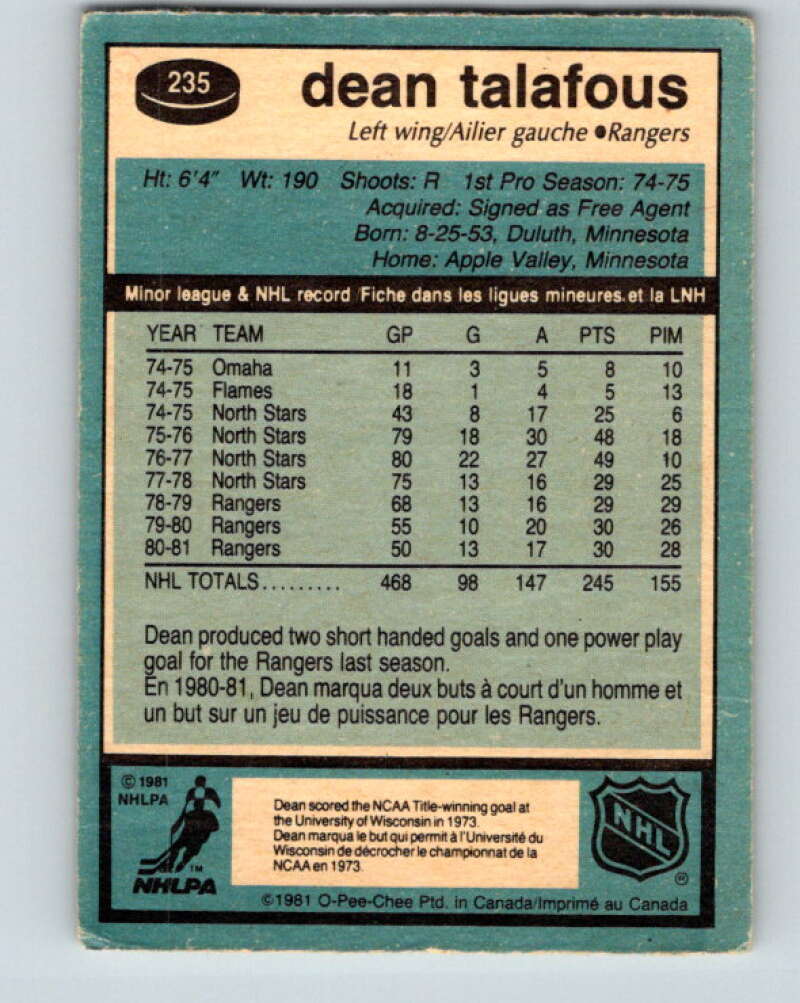 235
dean talafous
Left wing/Ailier gauche ●Rangers
Ht: 6'4" Wt: 190 Shoots: R 1st Pro Season: 74-75
Acquired: Signed as Free Agent
Born: 8-25-53, Duluth, Minnesota
Home: Apple Valley, Minnesota
Minor league & NHL record/Fiche dans les ligues mineures et la LNH
YEAR TEAM GP G A PTS PIM
74-75 Omaha 11 3 5 8 10
74-75 Flames 18 1 4 5 13
74-75 North Stars 43 8 17 25 6
75-76 North Stars 79 18 30 48 18
76-77 North Stars 80 22 27 49 10
77-78 North Stars 75 13 16 29 25
78-79 Rangers 68 13 16 29 29
79-80 Rangers 55 10 20 30 26
80-81 Rangers 50 13 17 30 28
NHL TOTALS......... 468 98 147 245 155
Dean produced two short handed goals and one power play
goal for the Rangers last season.
En 1980-81, Dean marqua deux buts à court d'un homme et
un but sur un jeu de puissance pour les Rangers.
© 1981
NHLPA
TM
NHLPA
Dean scored the NCAA Title-winning goal at
the University of Wisconsin in 1973.
Dean marqua le but qui permit à l'Université du
Wisconsin de décrocher le championnat de la
NCAA en 1973.
NHL
®
©1981 O-Pee-Chee Ptd. in Canada/Imprimé au Canada